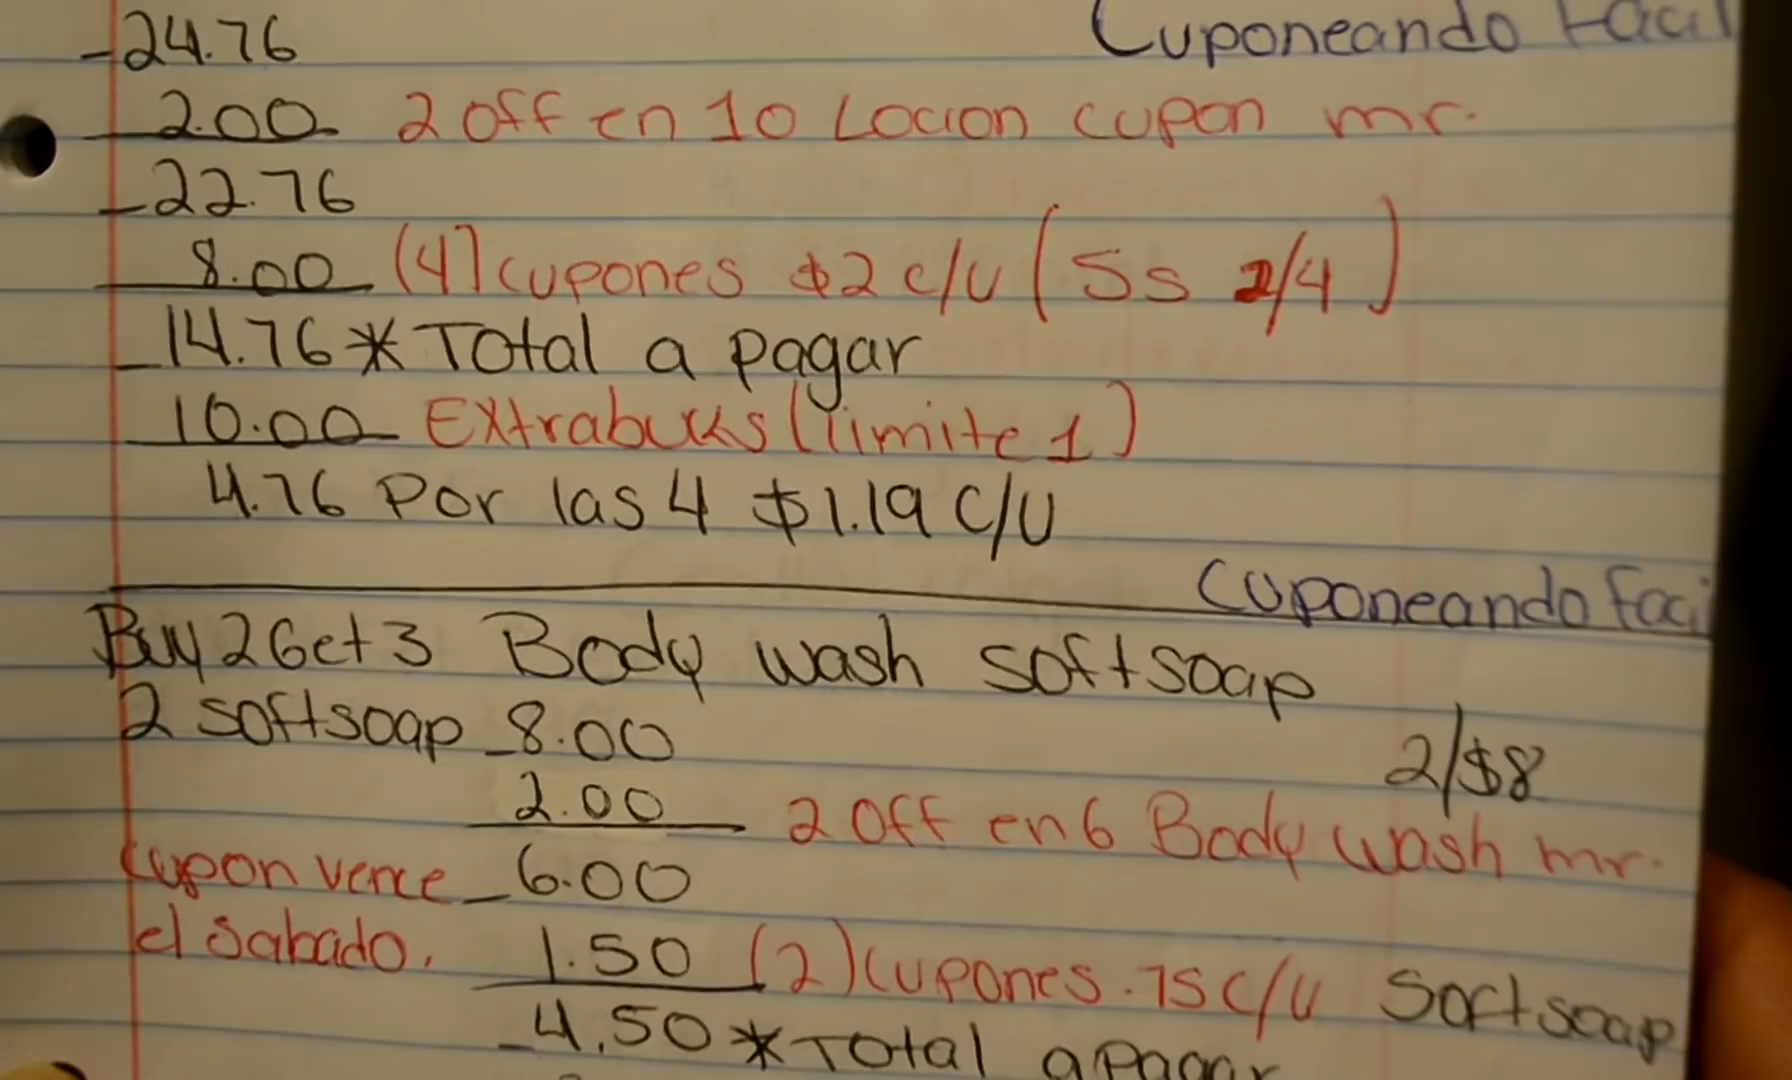 Cuponeando Facil
-24.76
2.00 2 off en 10 Locion cupon mr.
-22.76
8.00 (4) cupones $2 c/u (Ss 2/4)
-14.76 * Total a pagar
10.00 Extrabucks (limite 1)
4.76 Por las 4 $1.19 c/u
Cuponeando Faci
Buy 2 Get 3 Body wash softsoap
2 softsoap -8.00 2/$8
2.00 2 off en 6 Body wash mr.
cupon vence -6.00
el sabado. 1.50 (2) cupones .75 c/u Softsoap
-4.50 * Total a pagar